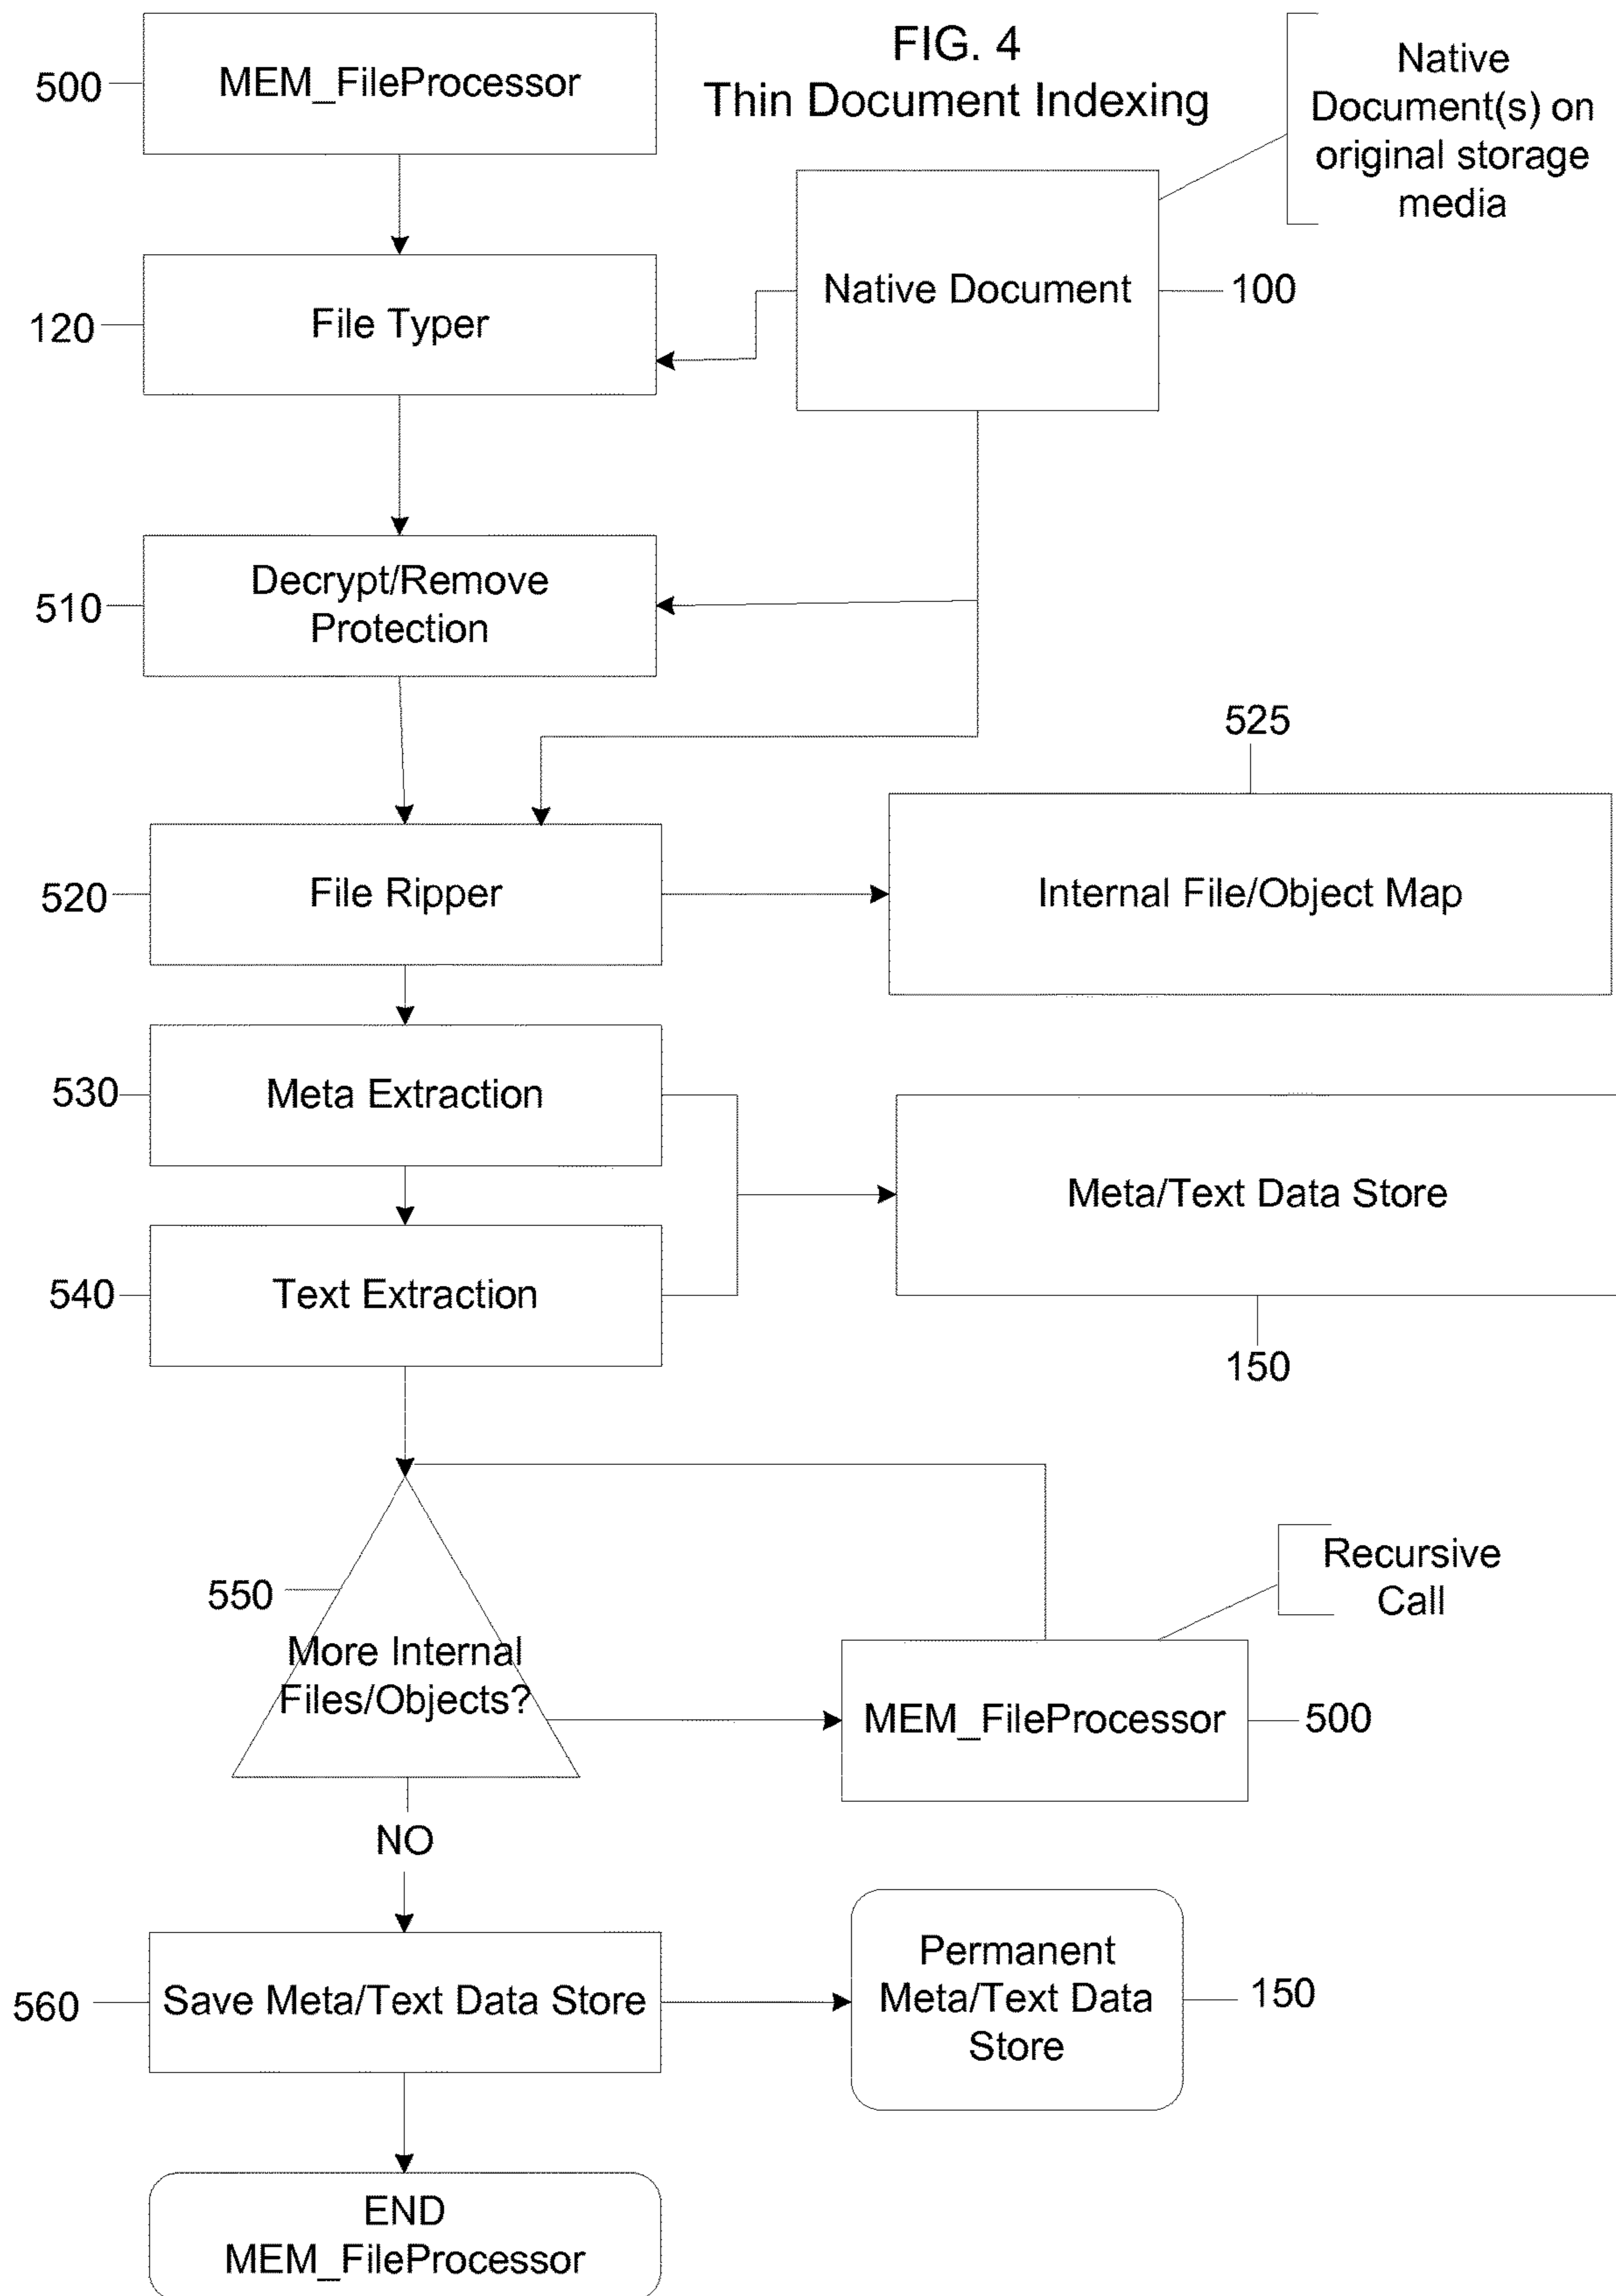 FIG. 4
Thin Document Indexing
500
MEM_FileProcessor
Native
Document(s) on
original storage
media
120
File Typer
Native Document
100
510
Decrypt/Remove
Protection
525
520
File Ripper
Internal File/Object Map
530
Meta Extraction
Meta/Text Data Store
540
Text Extraction
150
550
More Internal
Files/Objects?
Recursive
Call
MEM_FileProcessor
500
NO
560
Save Meta/Text Data Store
Permanent
Meta/Text Data
Store
150
END
MEM_FileProcessor